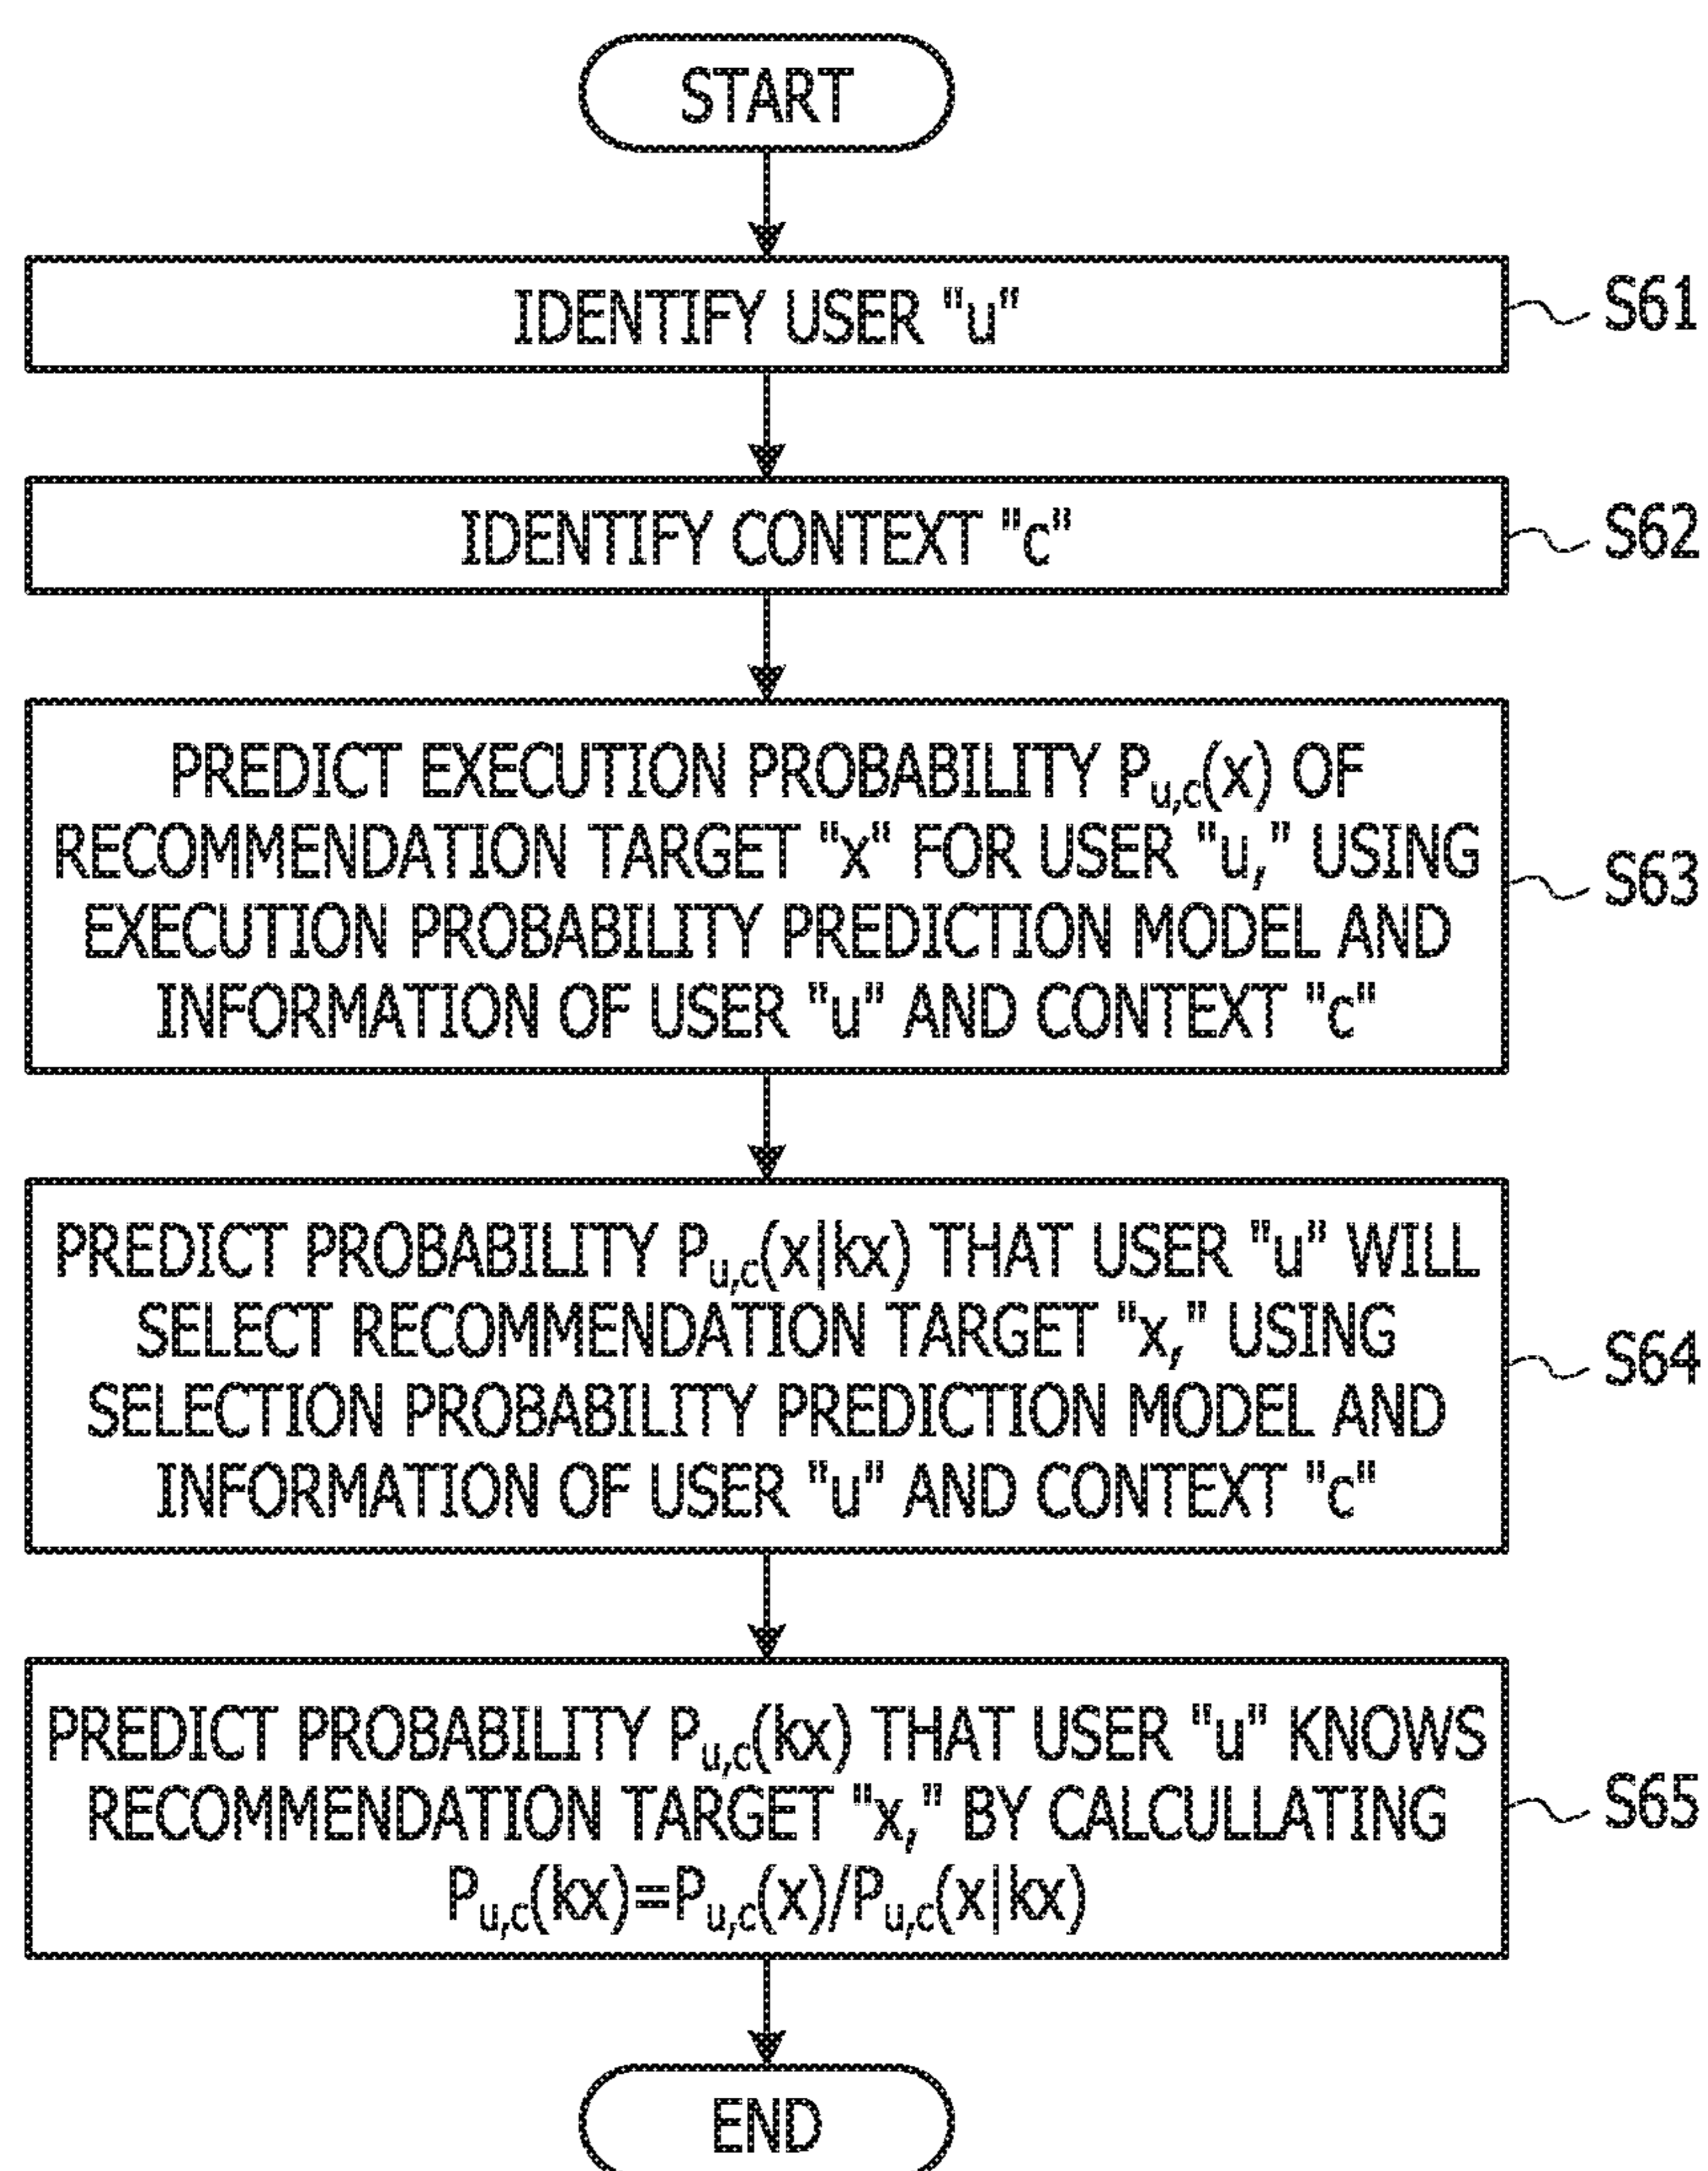 START
IDENTIFY USER "u"
S61
IDENTIFY CONTEXT "c"
S62
PREDICT EXECUTION PROBABILITY Pu,c(x) OF
RECOMMENDATION TARGET "x" FOR USER "u," USING
EXECUTION PROBABILITY PREDICTION MODEL AND
INFORMATION OF USER "u" AND CONTEXT "c"
S63
PREDICT PROBABILITY Pu,c(x|kx) THAT USER "u" WILL
SELECT RECOMMENDATION TARGET "x," USING
SELECTION PROBABILITY PREDICTION MODEL AND
INFORMATION OF USER "u" AND CONTEXT "c"
S64
PREDICT PROBABILITY Pu,c(kx) THAT USER "u" KNOWS
RECOMMENDATION TARGET "x," BY CALCULLATING
Pu,c(kx)=Pu,c(x)/Pu,c(x|kx)
S65
END